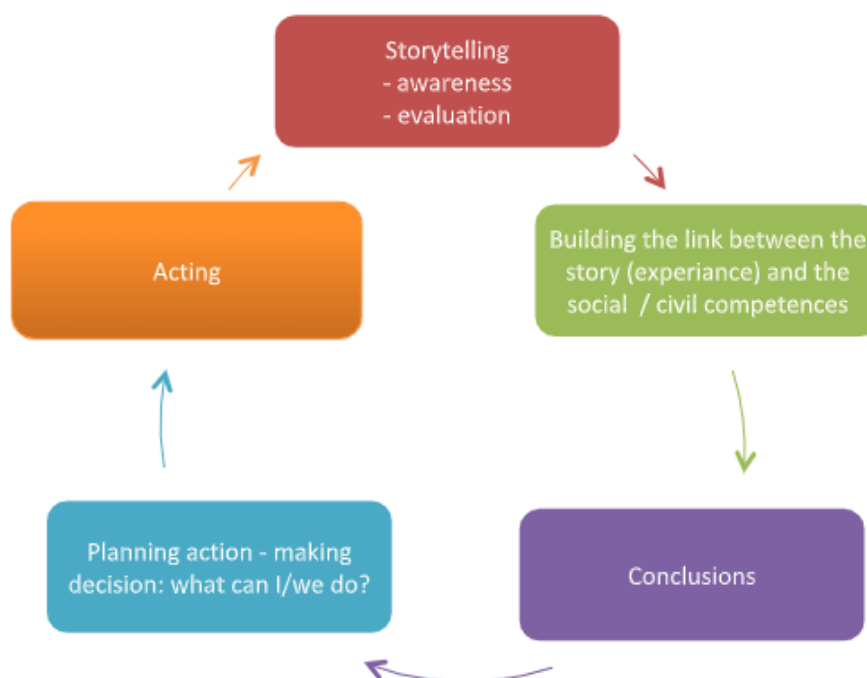 Storytelling
- awareness
- evaluation
Building the link between the
story (experiance) and the
social / civil competences
Conclusions
Planning action - making
decision: what can I/we do?
Acting